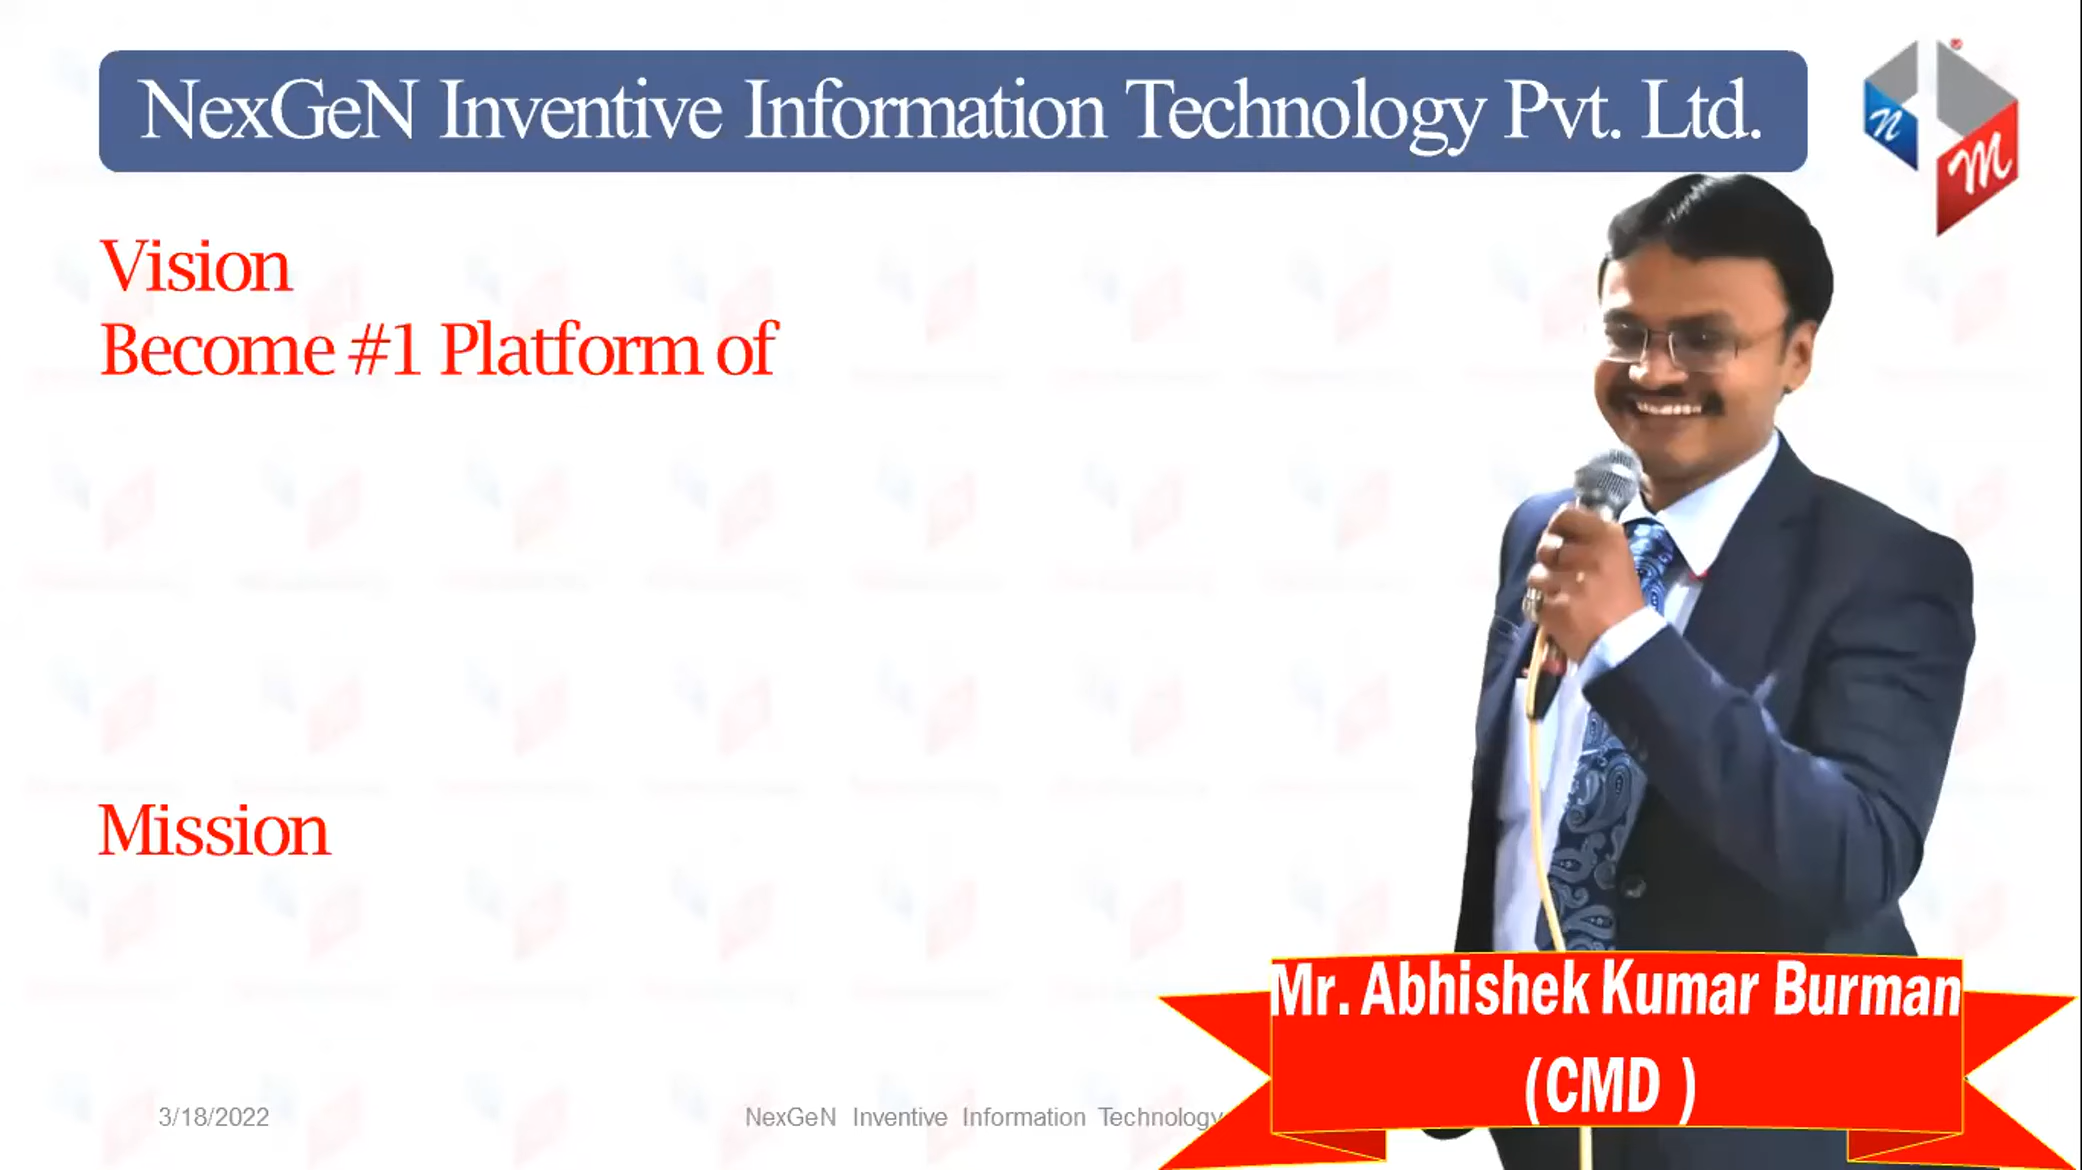 NexGeN Inventive Information Technology Pvt. Ltd.
n
M
Vision
Become #1 Platform of
Mission
Mr. Abhishek Kumar Burman
(CMD )
3/18/2022
NexGeN Inventive Information Technology